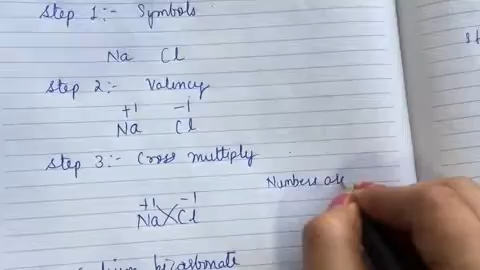 Step 1:- Symbols
Na Cl
Step 2:- Valency
+1 -1
Na Cl
Step 3:- Cross multiply
Numbers are
+1 -1
Na Cl
bicarbonate